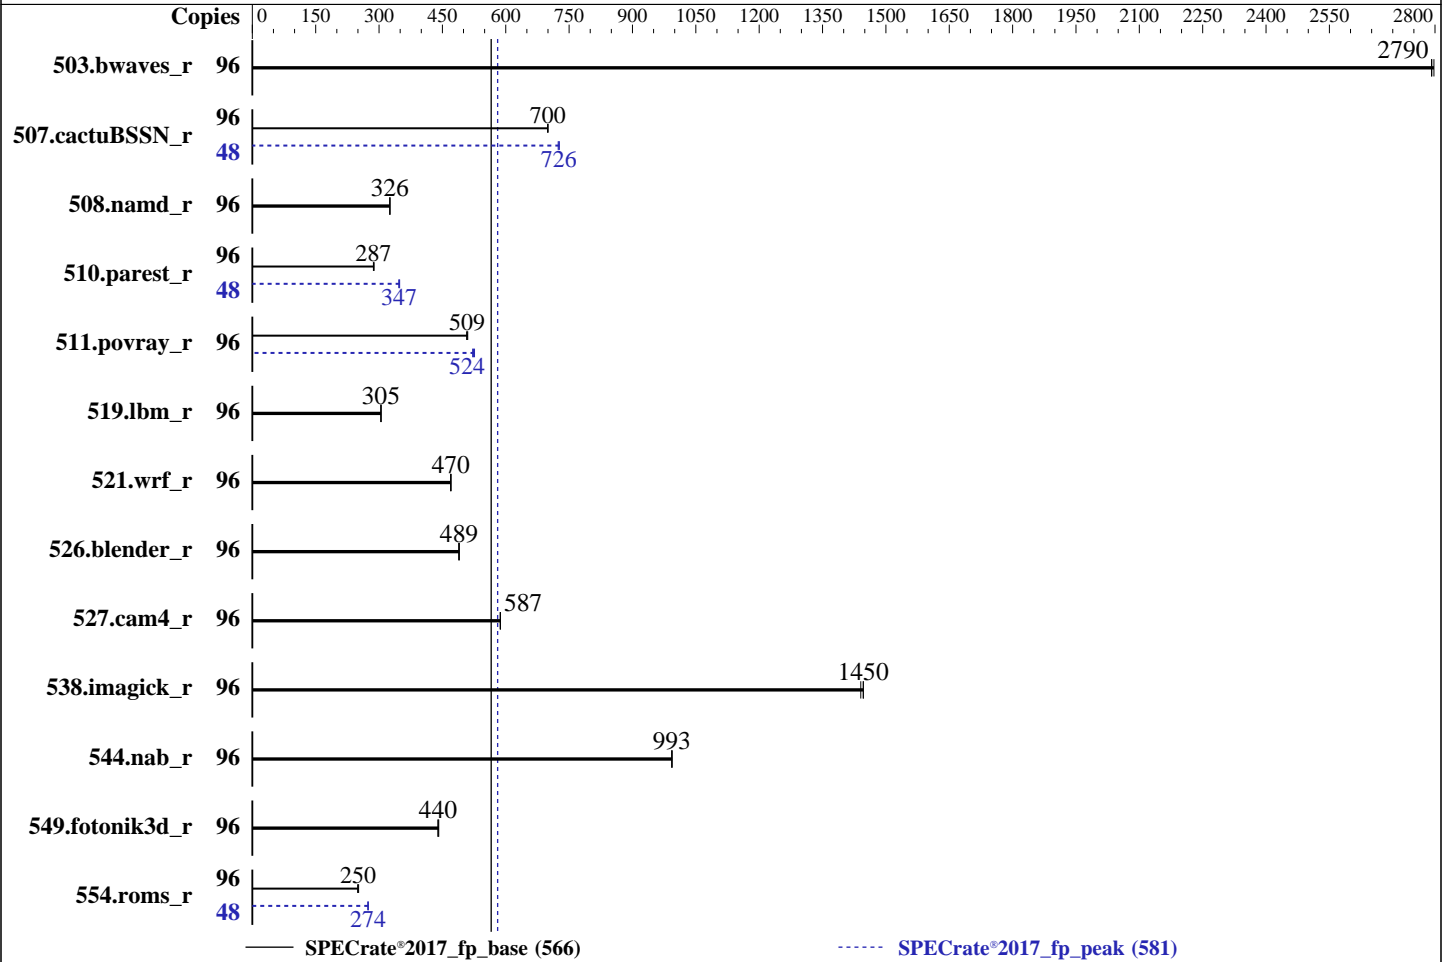 Copies 0 150 300 450 600 750 900 1050 1200 1350 1500 1650 1800 1950 2100 2250 2400 2550 2800
503.bwaves_r 96 2790
96 700
507.cactuBSSN_r
48 726
508.namd_r 96 326
96 287
510.parest_r
48 347
509
511.povray_r 96
524
519.lbm_r 96 305
521.wrf_r 96 470
526.blender_r 96 489
527.cam4_r 96 587
538.imagick_r 96 1450
544.nab_r 96 993
549.fotonik3d_r 96 440
96 250
554.roms_r
48 274
SPECrate®2017_fp_base (566) SPECrate®2017_fp_peak (581)